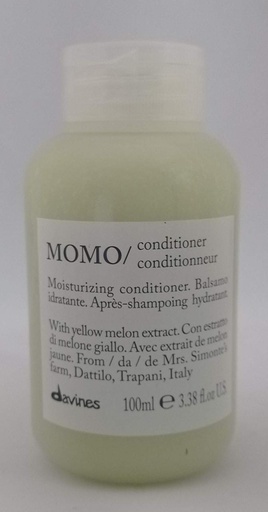 MOMO/ conditioner
conditionneur
Moisturizing conditioner. Balsamo
idratante. Après-shampoing hydratant.
With yellow melon extract. Con estratto
di melone giallo. Avec extrait de melon
jaune. From / da / de Mrs. Simonte's
farm, Dattilo, Trapani, Italy
davines 100ml ℮ 3.38 fl.oz U.S.